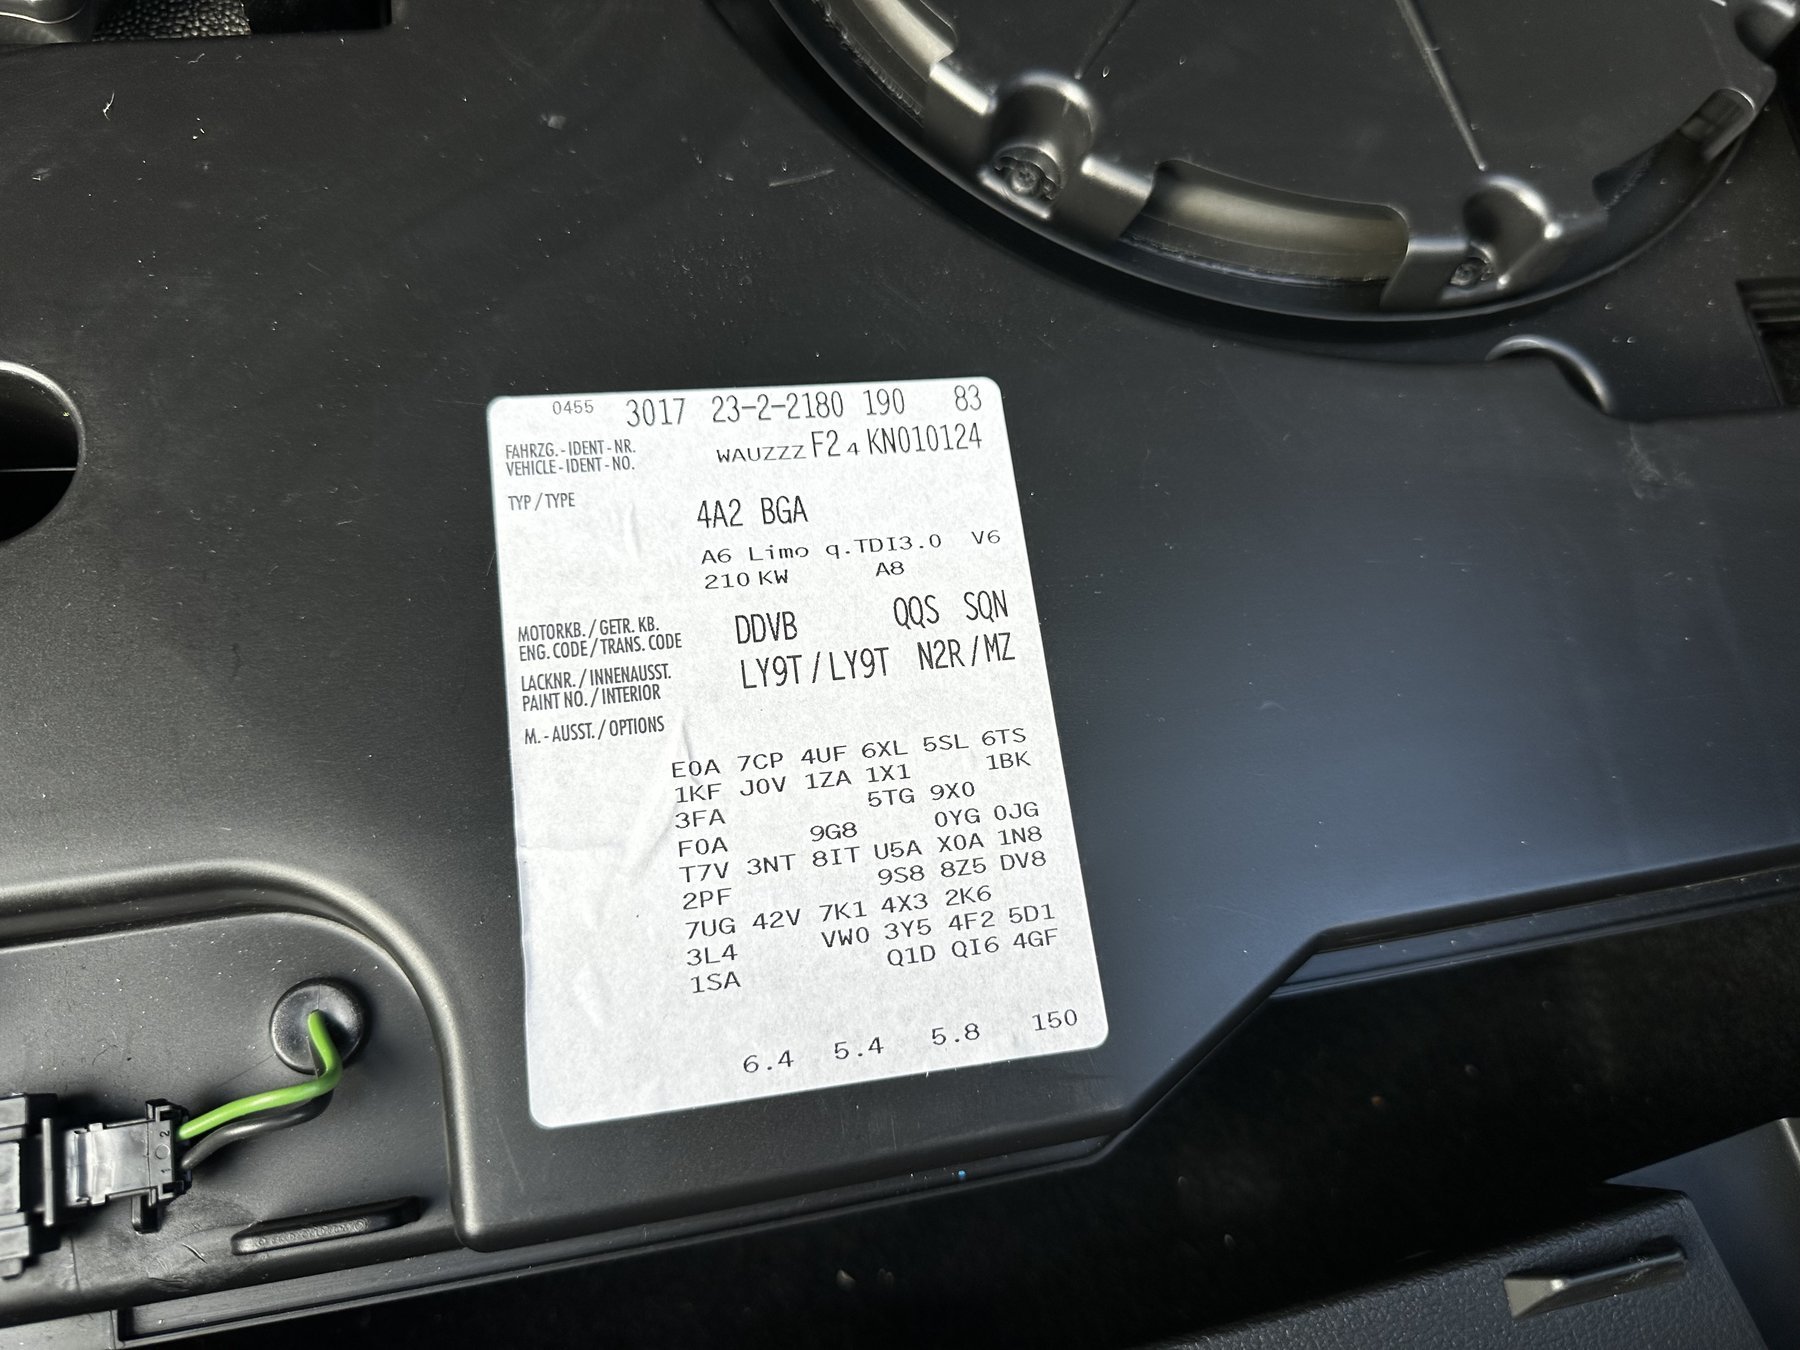 0455 3017 23-2-2180 190 83
FAHRZG.-IDENT-NR.
VEHICLE-IDENT-NO. WAUZZZF24KN010124
TYP/TYPE 4A2 BGA
A6 Limo q.TDI3.0 V6
210 KW A8
MOTORKB./GETR. KB.
ENG. CODE/TRANS. CODE DDVB QQS SQN
LACKNR./INNENAUSST.
PAINT NO./INTERIOR LY9T/LY9T N2R/MZ
M.-AUSST./OPTIONS
E0A 7CP 4UF 6XL 5SL 6TS
1KF J0V 1ZA 1X1 1BK
3FA 5TG 9X0
F0A 9G8 0YG 0JG
T7V 3NT 8IT U5A X0A 1N8
2PF 9S8 8Z5 DV8
7UG 42V 7K1 4X3 2K6
3L4 VW0 3Y5 4F2 5D1
1SA Q1D QI6 4GF
6.4 5.4 5.8 150
2
1